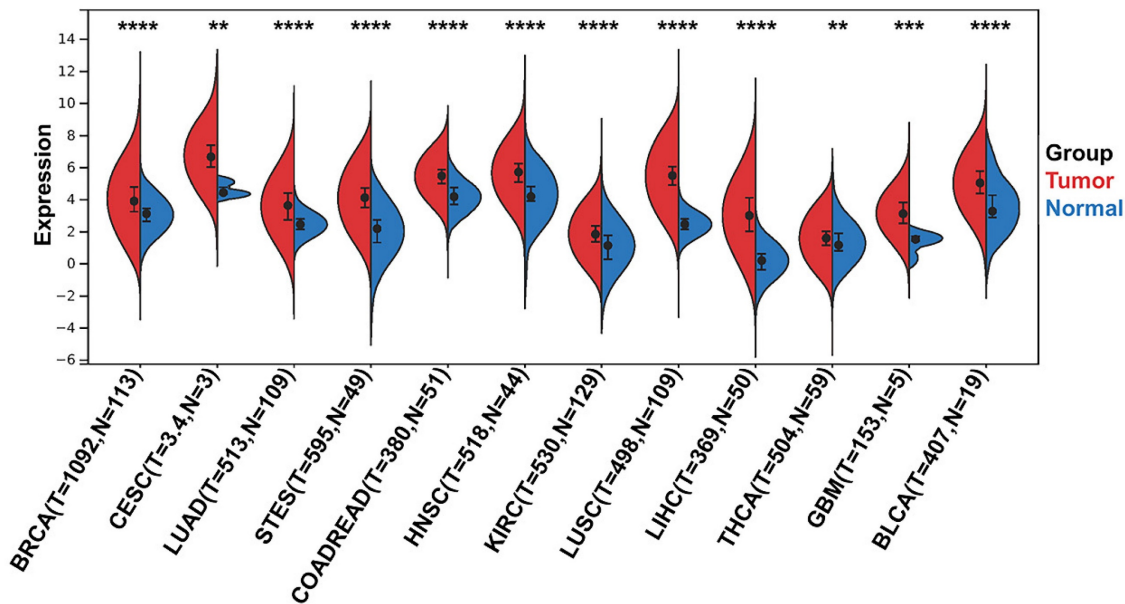 **** ** **** **** **** **** **** **** **** ** *** ****
14
12
10
8
6
4
2
0
−2
−4
−6
Expression
Group
Tumor
Normal
BRCA(T=1092,N=113)
CESC(T=3.4,N=3)
LUAD(T=513,N=109)
STES(T=595,N=49)
COADREAD(T=380,N=51)
HNSC(T=518,N=44)
KIRC(T=530,N=129)
LUSC(T=498,N=109)
LIHC(T=369,N=50)
THCA(T=504,N=59)
GBM(T=153,N=5)
BLCA(T=407,N=19)